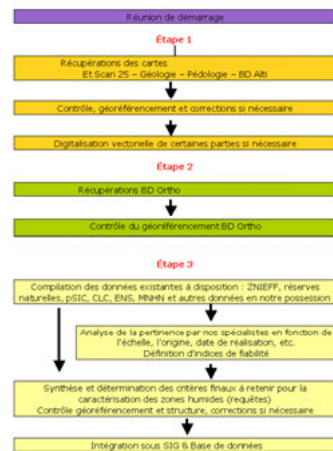 Réunion de démarrage
Étape 1
Récupérations des cartes
Et Scan 25 – Géologie – Pédologie – BD Alti
Contrôle, géoréférencement et corrections si nécessaire
Digitalisation vectorielle de certaines parties si nécessaire
Étape 2
Récupérations BD Ortho
Contrôle du géoréférencement BD Ortho
Étape 3
Compilation des données existantes à disposition : ZNIEFF, réserves
naturelles, pSIC, CLC, ENS, MNHN et autres données en notre possession
Analyse de la pertinence par nos spécialistes en fonction de
l'échelle, l'origine, date de réalisation, etc.
Définition d'indices de fiabilité
Synthèse et détermination des critères finaux à retenir pour la
caractérisation des zones humides (requêtes)
Contrôle géoréférencement et structure, corrections si nécessaire
Intégration sous SIG & Base de données